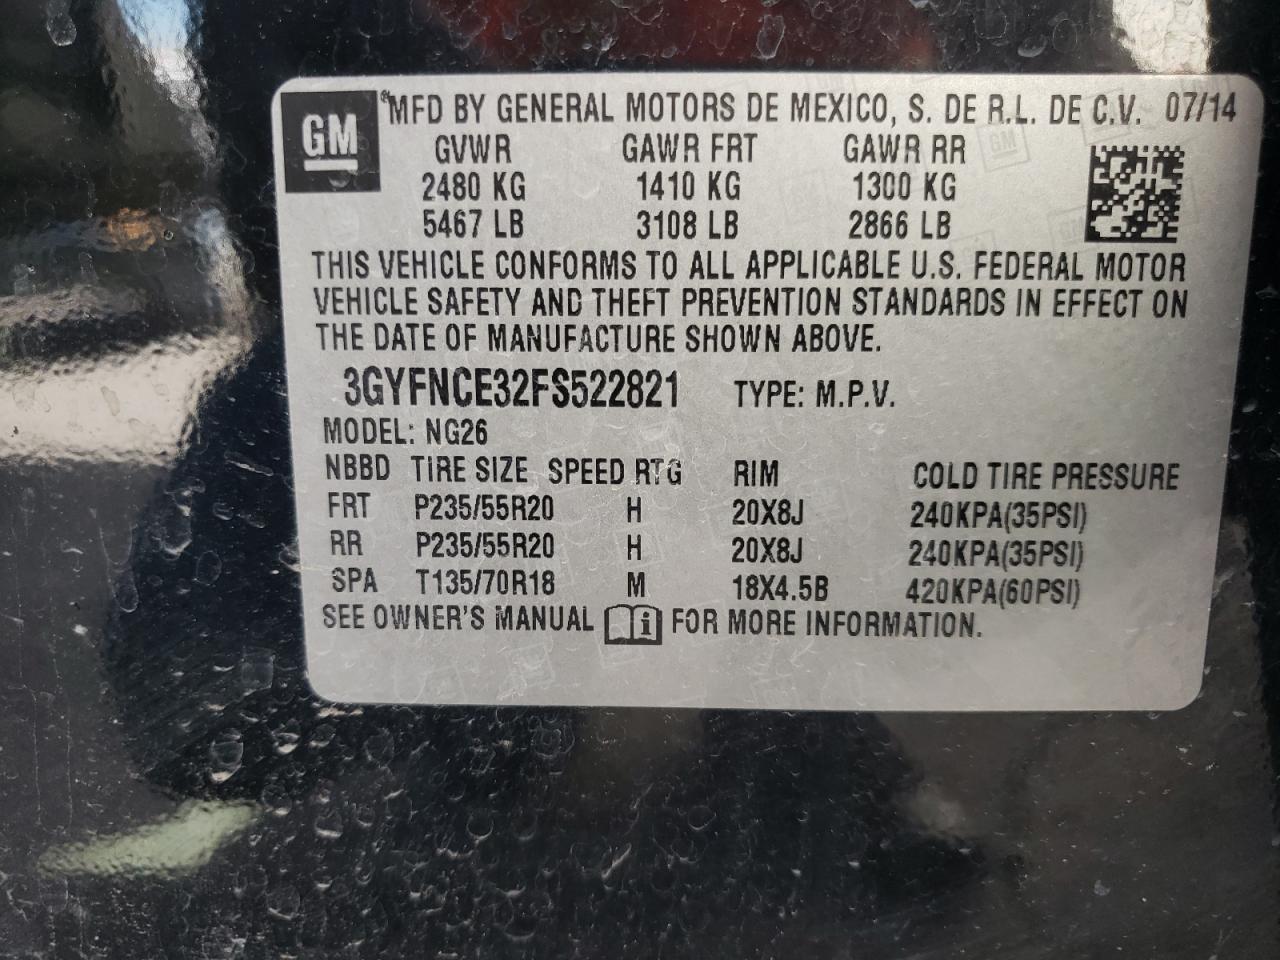 GM
MFD BY GENERAL MOTORS DE MEXICO, S. DE R.L. DE C.V. 07/14
GVWR GAWR FRT GAWR RR
2480 KG 1410 KG 1300 KG
5467 LB 3108 LB 2866 LB
THIS VEHICLE CONFORMS TO ALL APPLICABLE U.S. FEDERAL MOTOR
VEHICLE SAFETY AND THEFT PREVENTION STANDARDS IN EFFECT ON
THE DATE OF MANUFACTURE SHOWN ABOVE.
3GYFNCE32FS522821 TYPE: M.P.V.
MODEL: NG26
NBBD TIRE SIZE SPEED RTG RIM COLD TIRE PRESSURE
FRT P235/55R20 H 20X8J 240KPA(35PSI)
RR P235/55R20 H 20X8J 240KPA(35PSI)
SPA T135/70R18 M 18X4.5B 420KPA(60PSI)
SEE OWNER'S MANUAL i FOR MORE INFORMATION.